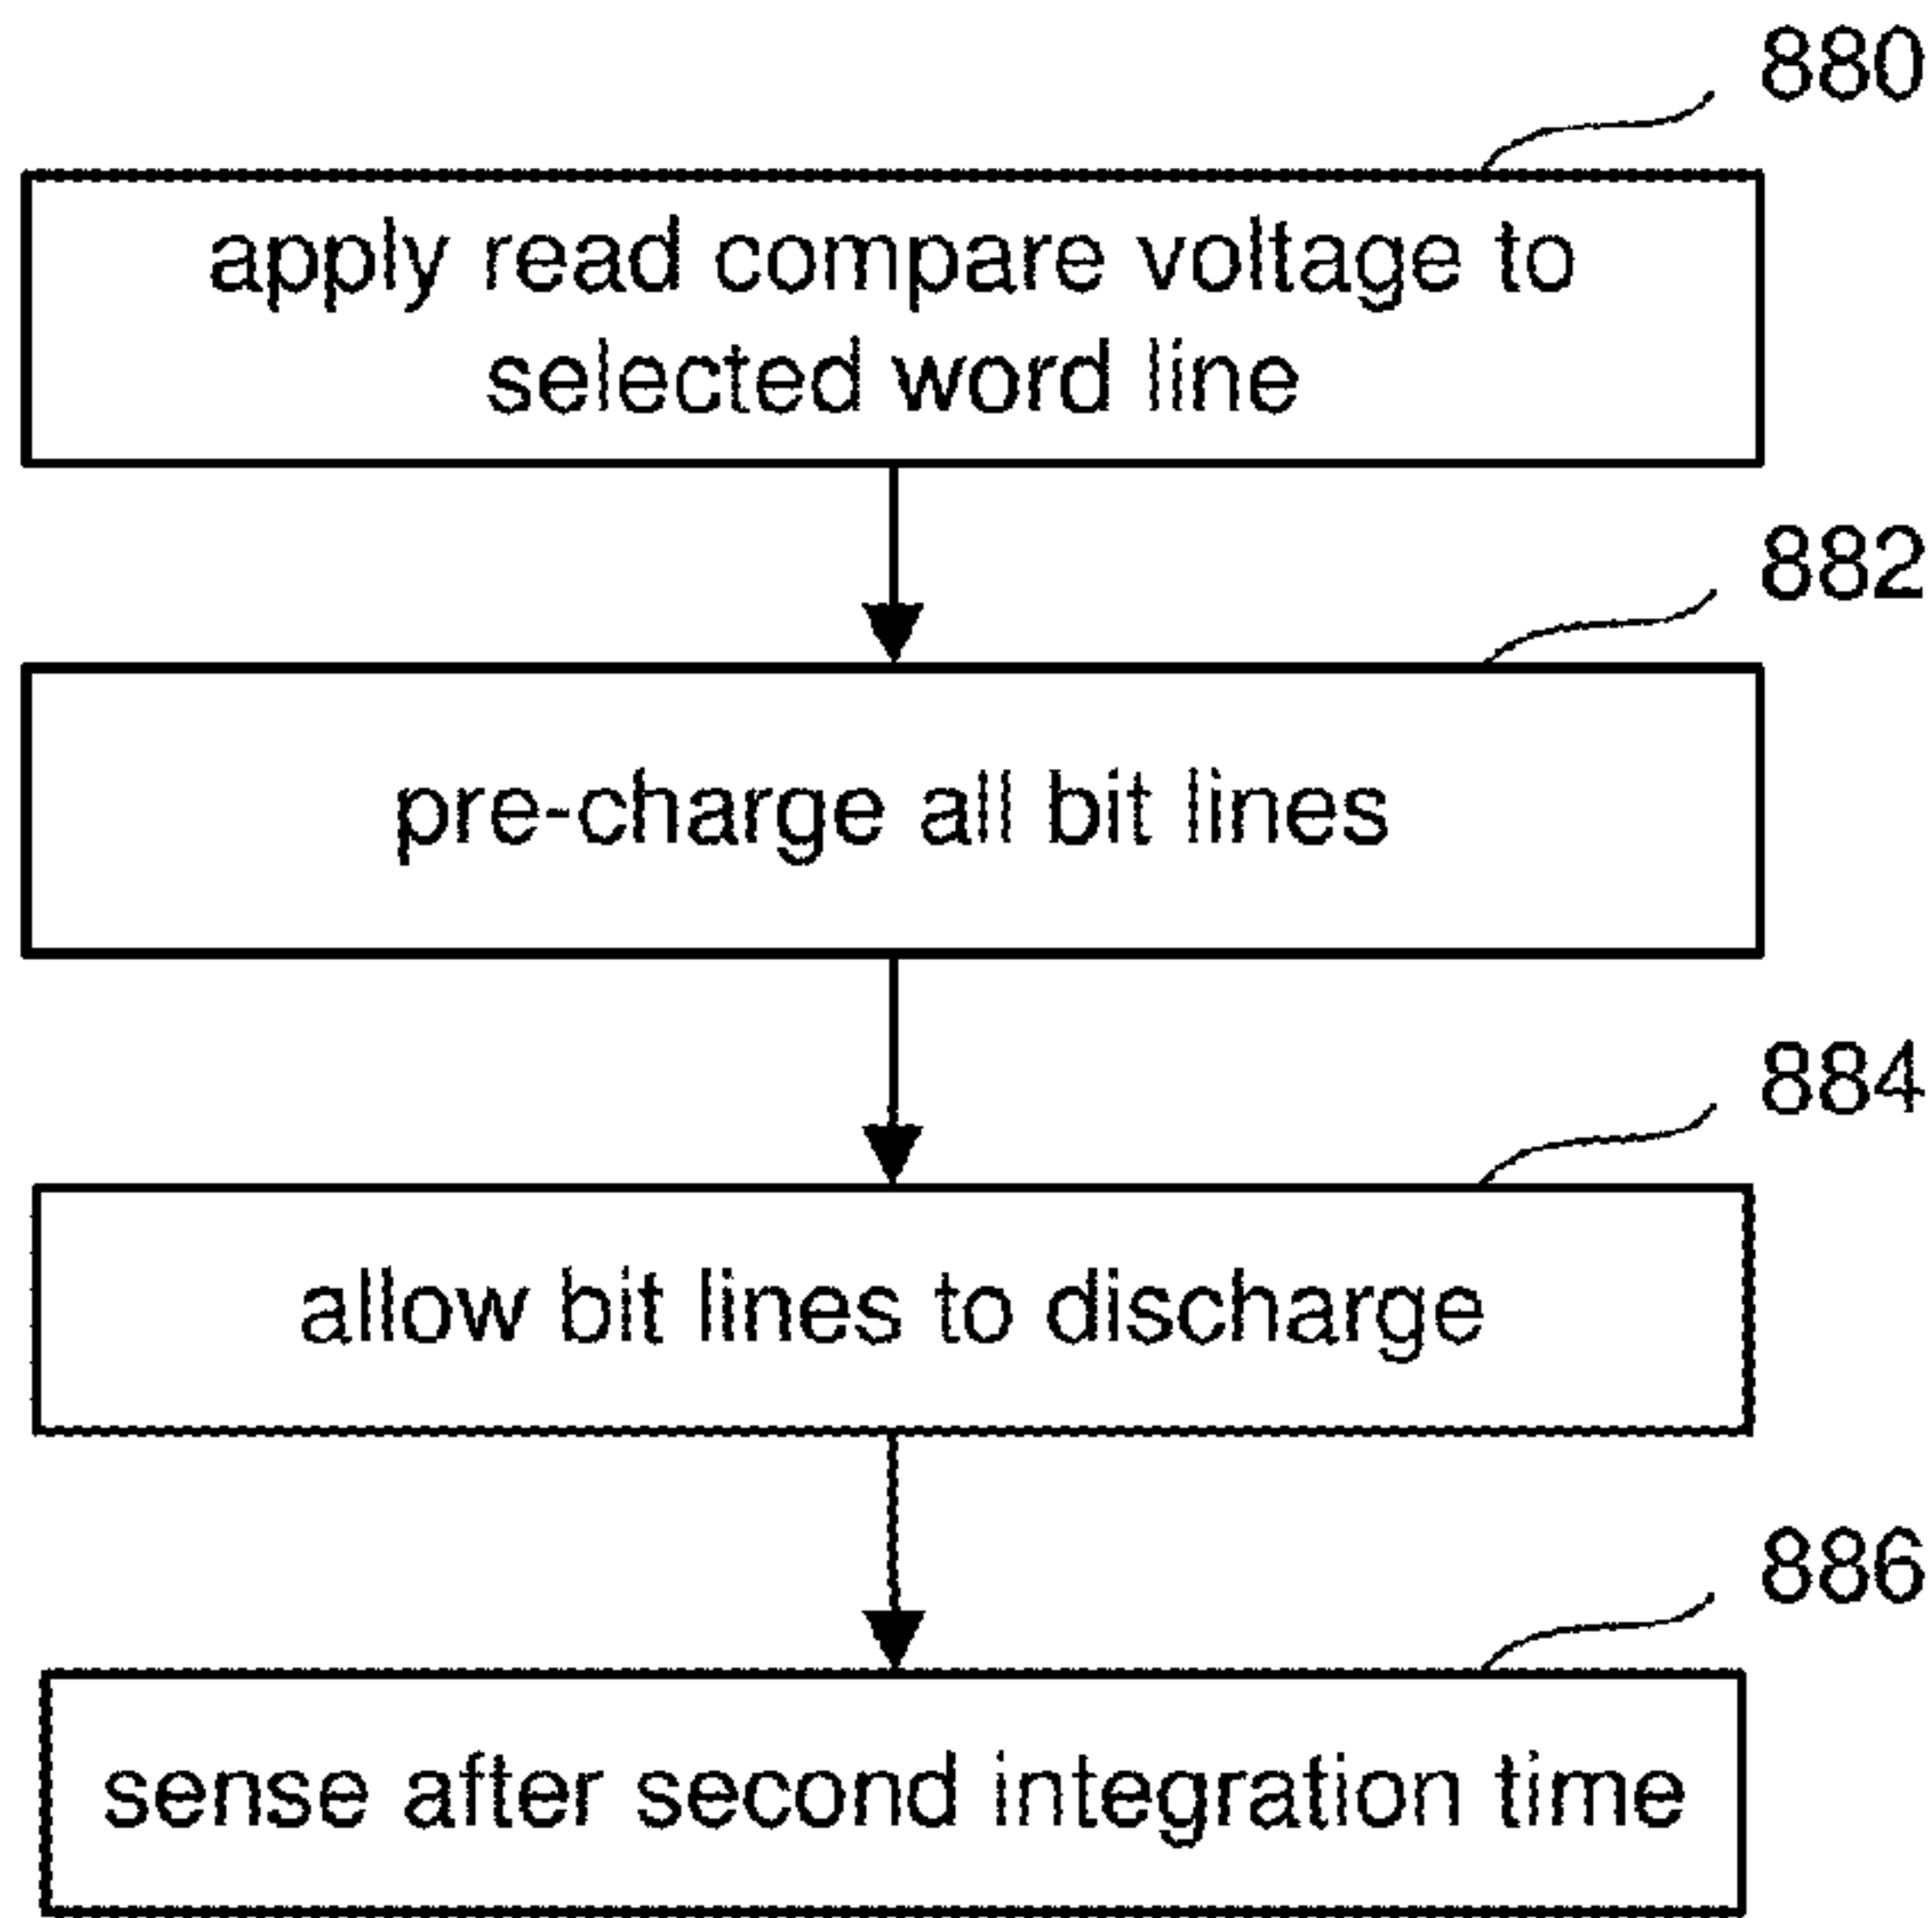 880
apply read compare voltage to
selected word line
882
pre-charge all bit lines
884
allow bit lines to discharge
886
sense after second integration time